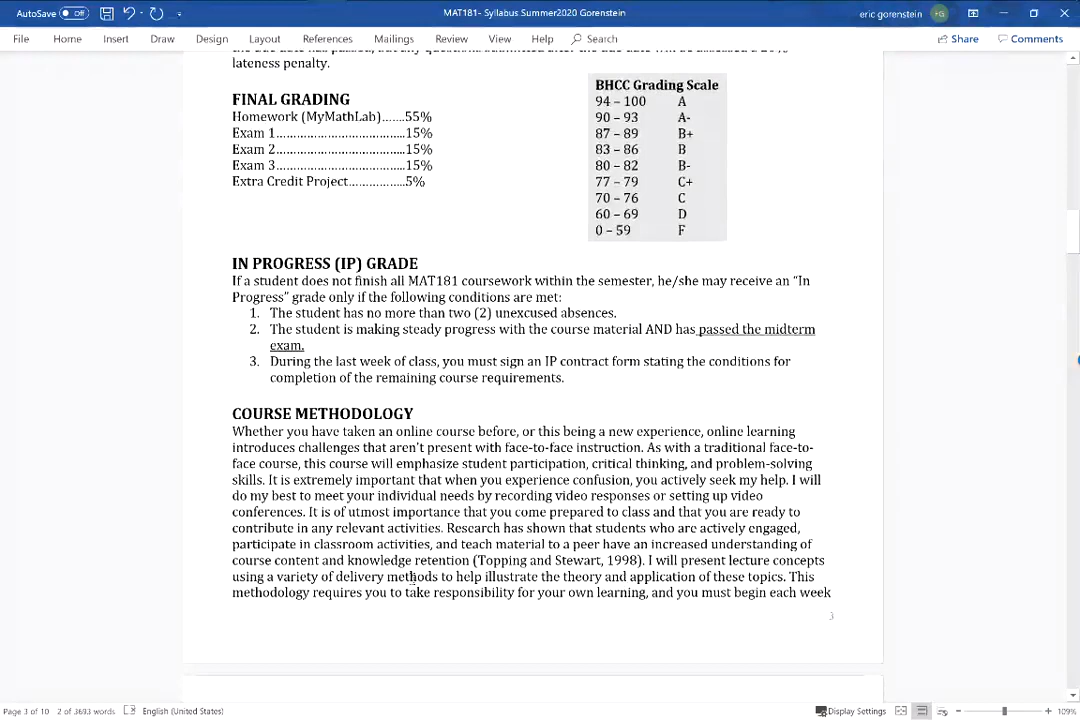 AutoSave Off
MAT181- Syllabus Summer2020 Gorenstein
eric gorenstein
+G
File Home Insert Draw Design Layout References Mailings Review View Help Search
Share Comments
lateness penalty.
FINAL GRADING
Homework (MyMathLab).......55%
Exam 1.......................................15%
Exam 2.......................................15%
Exam 3.......................................15%
Extra Credit Project.................5%
BHCC Grading Scale
94 – 100 A
90 – 93 A-
87 – 89 B+
83 – 86 B
80 – 82 B-
77 – 79 C+
70 – 76 C
60 – 69 D
0 – 59 F
IN PROGRESS (IP) GRADE
If a student does not finish all MAT181 coursework within the semester, he/she may receive an “In
Progress” grade only if the following conditions are met:
1. The student has no more than two (2) unexcused absences.
2. The student is making steady progress with the course material AND has passed the midterm
exam.
3. During the last week of class, you must sign an IP contract form stating the conditions for
completion of the remaining course requirements.
COURSE METHODOLOGY
Whether you have taken an online course before, or this being a new experience, online learning
introduces challenges that aren't present with face-to-face instruction. As with a traditional face-to-
face course, this course will emphasize student participation, critical thinking, and problem-solving
skills. It is extremely important that when you experience confusion, you actively seek my help. I will
do my best to meet your individual needs by recording video responses or setting up video
conferences. It is of utmost importance that you come prepared to class and that you are ready to
contribute in any relevant activities. Research has shown that students who are actively engaged,
participate in classroom activities, and teach material to a peer have an increased understanding of
course content and knowledge retention (Topping and Stewart, 1998). I will present lecture concepts
using a variety of delivery methods to help illustrate the theory and application of these topics. This
methodology requires you to take responsibility for your own learning, and you must begin each week
3
Page 3 of 10 2 of 3693 words English (United States)
Display Settings
109%